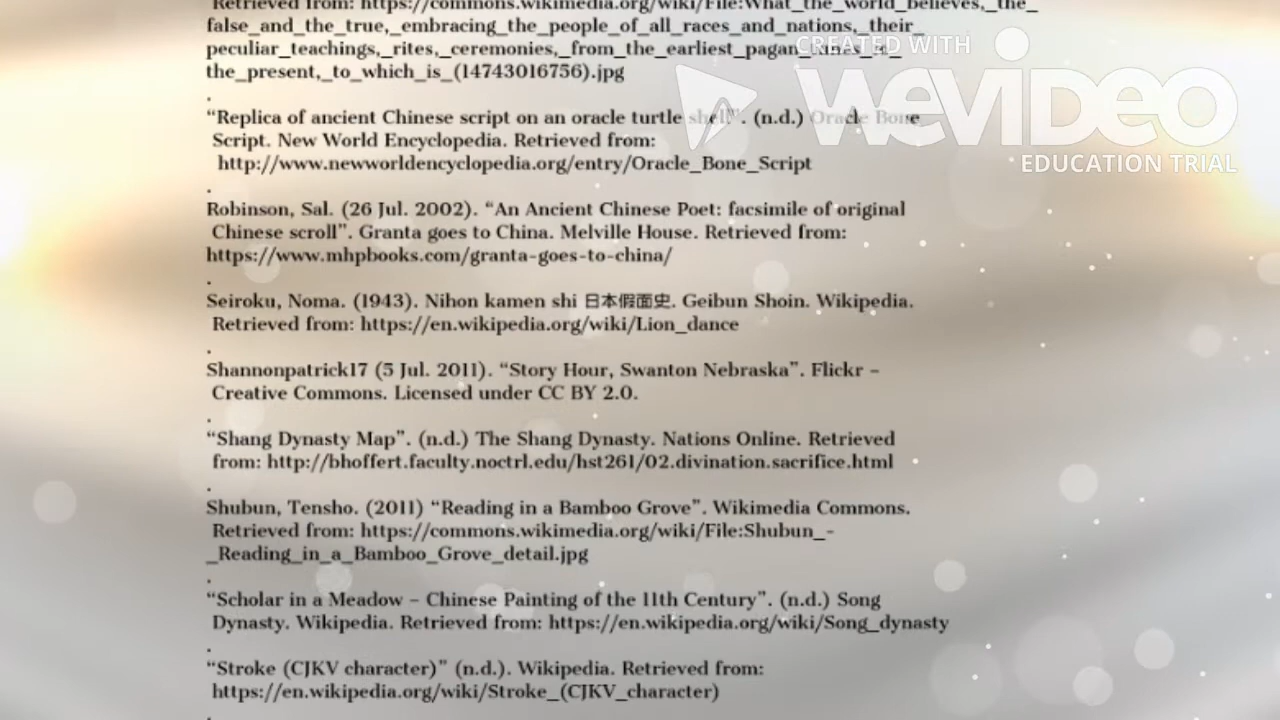 Retrieved from: https://commons.wikimedia.org/wiki/File:What_the_world_believes,_the_
false_and_the_true,_embracing_the_people_of_all_races_and_nations,_their_
peculiar_teachings,_rites,_ceremonies,_from_the_earliest_pagan_times_to_
the_present,_to_which_is_(14743016756).jpg
.
“Replica of ancient Chinese script on an oracle turtle shell”. (n.d.) Oracle Bone
Script. New World Encyclopedia. Retrieved from:
http://www.newworldencyclopedia.org/entry/Oracle_Bone_Script
.
Robinson, Sal. (26 Jul. 2002). “An Ancient Chinese Poet: facsimile of original
Chinese scroll”. Granta goes to China. Melville House. Retrieved from:
https://www.mhpbooks.com/granta-goes-to-china/
.
Seiroku, Noma. (1943). Nihon kamen shi 日本假面史. Geibun Shoin. Wikipedia.
Retrieved from: https://en.wikipedia.org/wiki/Lion_dance
.
Shannonpatrick17 (5 Jul. 2011). “Story Hour, Swanton Nebraska”. Flickr –
Creative Commons. Licensed under CC BY 2.0.
.
“Shang Dynasty Map”. (n.d.) The Shang Dynasty. Nations Online. Retrieved
from: http://bhoffert.faculty.noctrl.edu/hst261/02.divination.sacrifice.html
.
Shubun, Tensho. (2011) “Reading in a Bamboo Grove”. Wikimedia Commons.
Retrieved from: https://commons.wikimedia.org/wiki/File:Shubun_-
_Reading_in_a_Bamboo_Grove_detail.jpg
.
“Scholar in a Meadow – Chinese Painting of the 11th Century”. (n.d.) Song
Dynasty. Wikipedia. Retrieved from: https://en.wikipedia.org/wiki/Song_dynasty
.
“Stroke (CJKV character)” (n.d.). Wikipedia. Retrieved from:
https://en.wikipedia.org/wiki/Stroke_(CJKV_character)
.
CREATED WITH
WEVIDEO
EDUCATION TRIAL